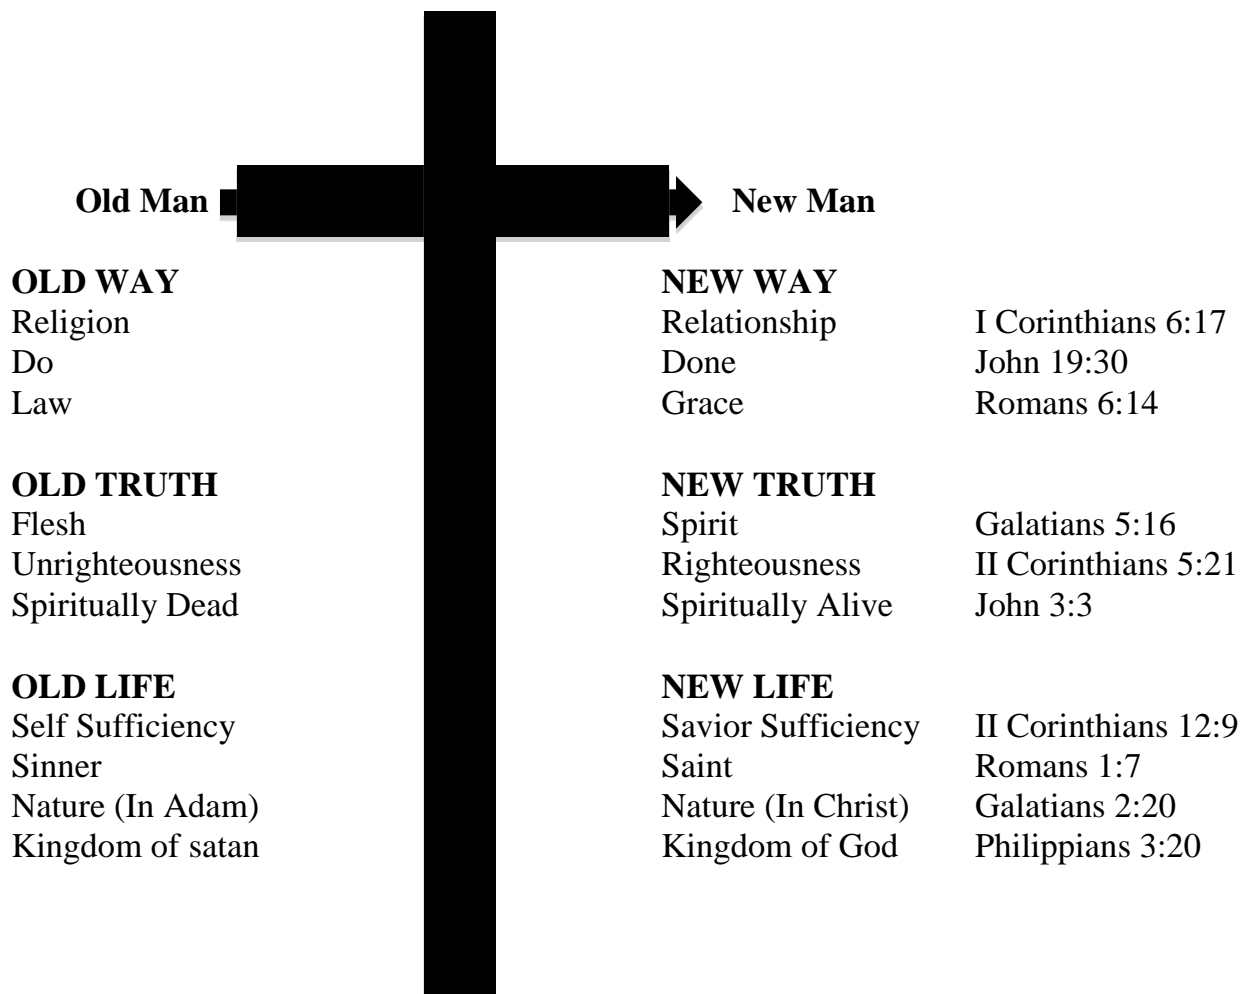 Old Man New Man
OLD WAY NEW WAY
Religion Relationship I Corinthians 6:17
Do Done John 19:30
Law Grace Romans 6:14
OLD TRUTH NEW TRUTH
Flesh Spirit Galatians 5:16
Unrighteousness Righteousness II Corinthians 5:21
Spiritually Dead Spiritually Alive John 3:3
OLD LIFE NEW LIFE
Self Sufficiency Savior Sufficiency II Corinthians 12:9
Sinner Saint Romans 1:7
Nature (In Adam) Nature (In Christ) Galatians 2:20
Kingdom of satan Kingdom of God Philippians 3:20